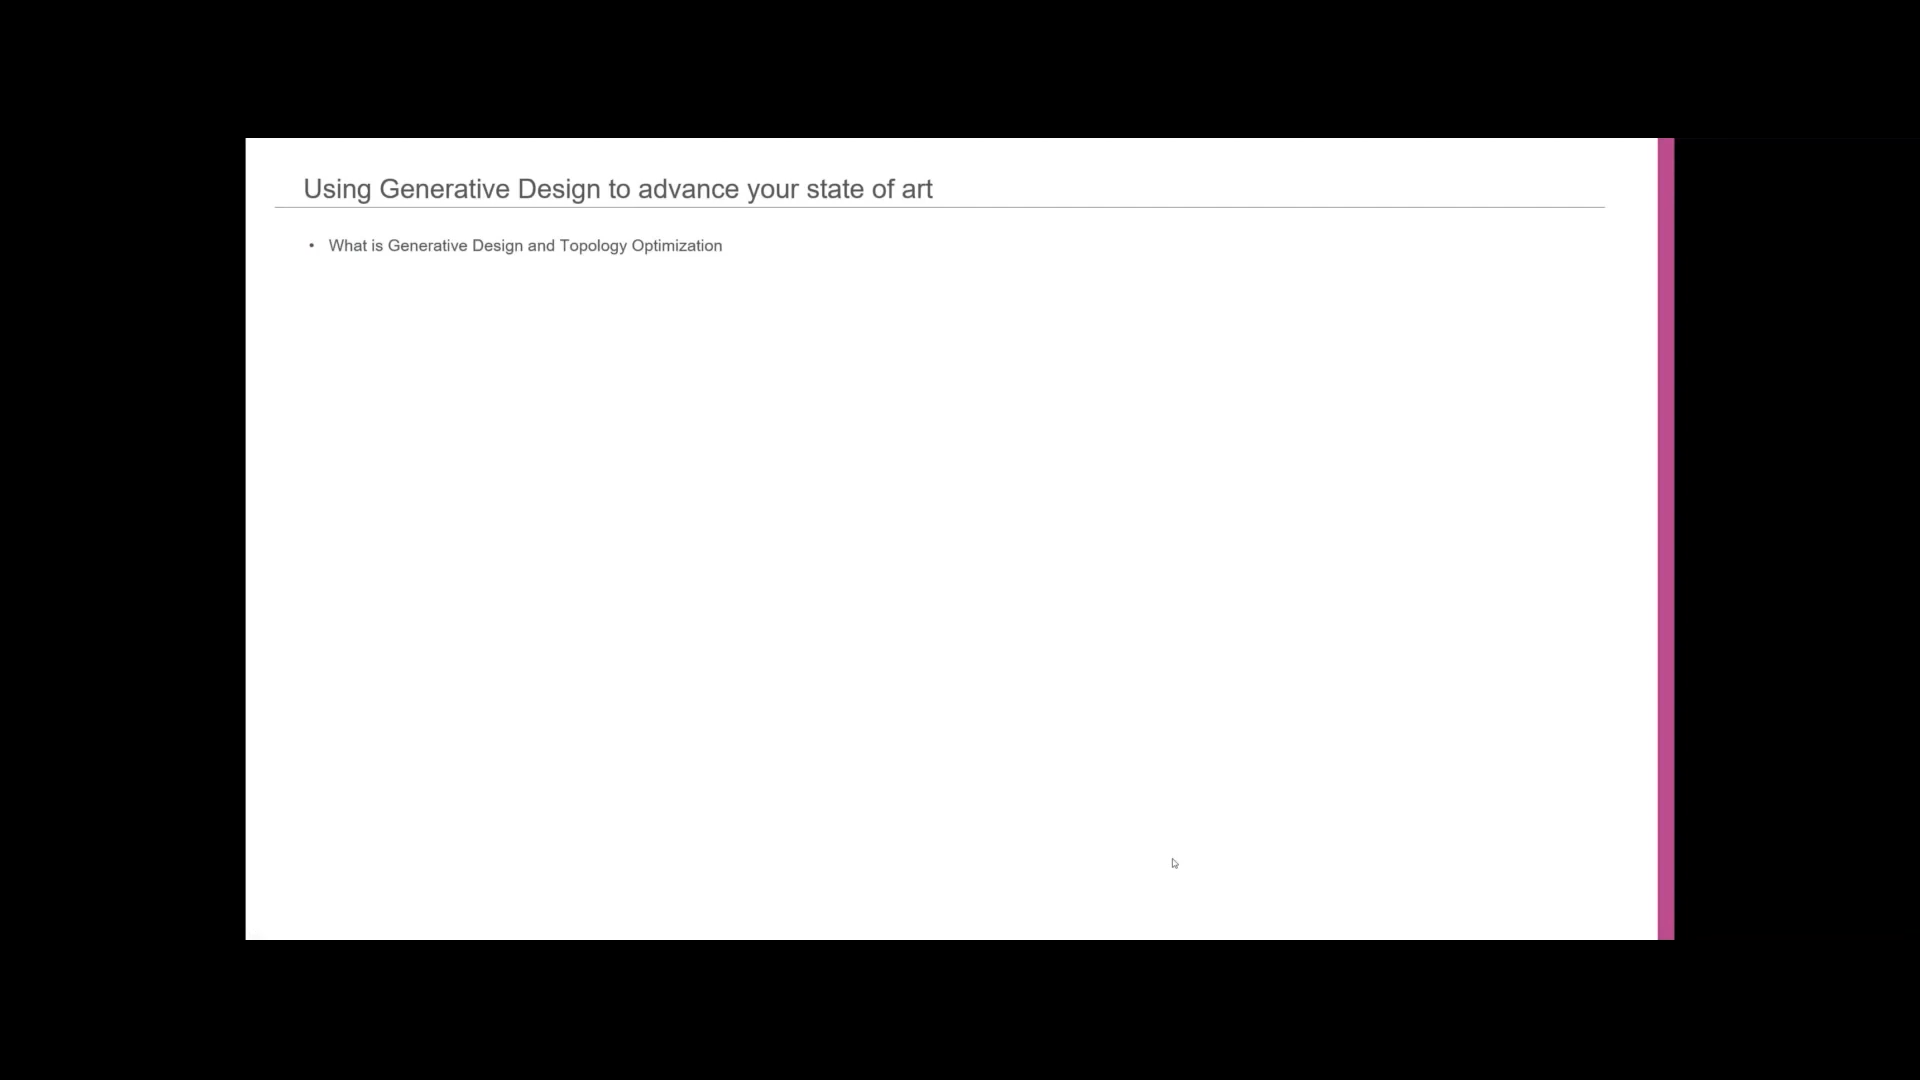 Using Generative Design to advance your state of art
• What is Generative Design and Topology Optimization